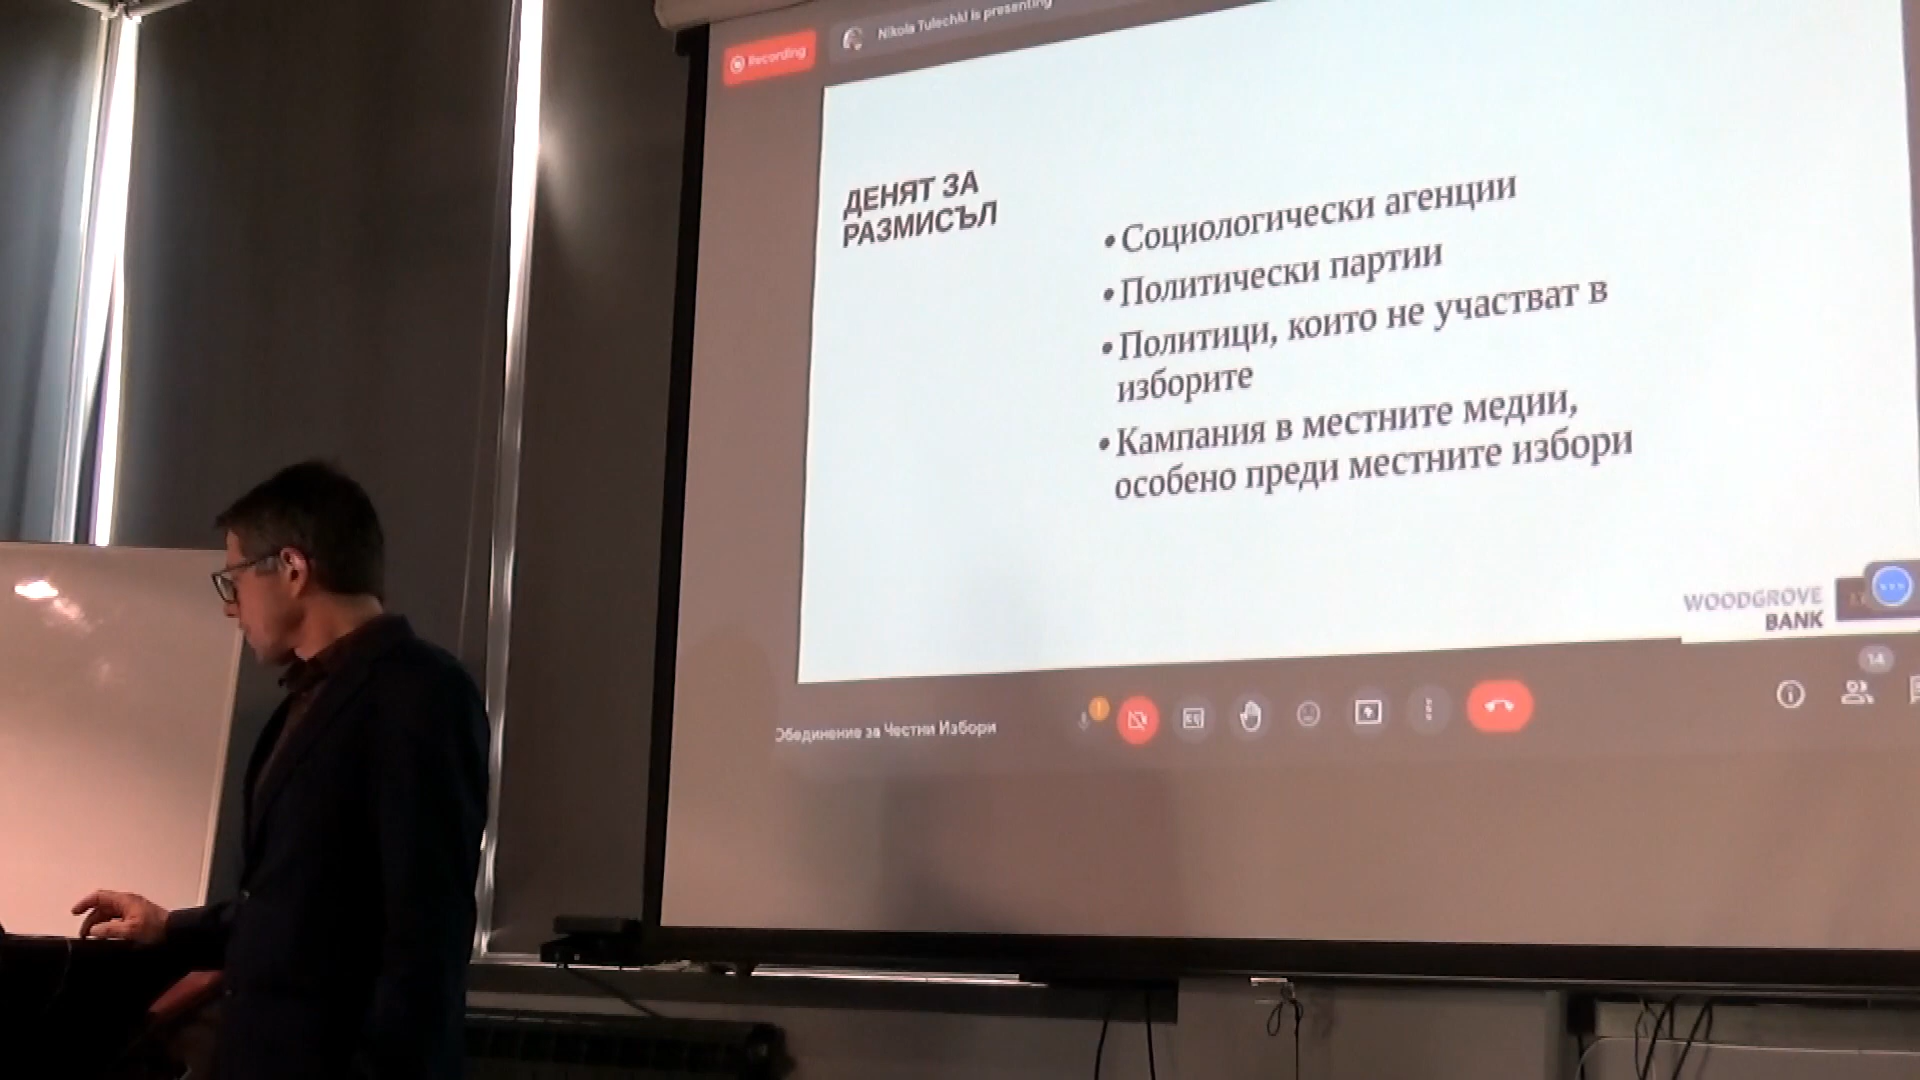 Recording
Nikola Tulechki is presenting
ДЕНЯТ ЗА
РАЗМИСЪЛ
• Социологически агенции
• Политически партии
• Политици, които не участват в
изборите
• Кампания в местните медии,
особено преди местните избори
WOODGROVE
BANK
14
Обединение за Честни Избори